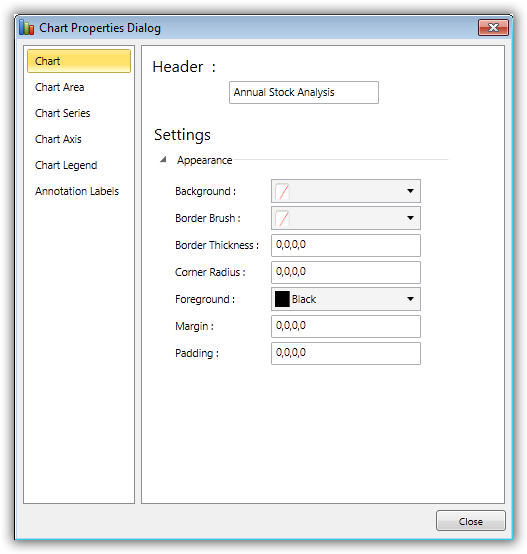 Chart Properties Dialog
Chart
Chart Area
Chart Series
Chart Axis
Chart Legend
Annotation Labels
Header :
Annual Stock Analysis
Settings
Appearance
Background :
Border Brush :
Border Thickness : 0,0,0,0
Corner Radius : 0,0,0,0
Foreground : Black
Margin : 0,0,0,0
Padding : 0,0,0,0
Close